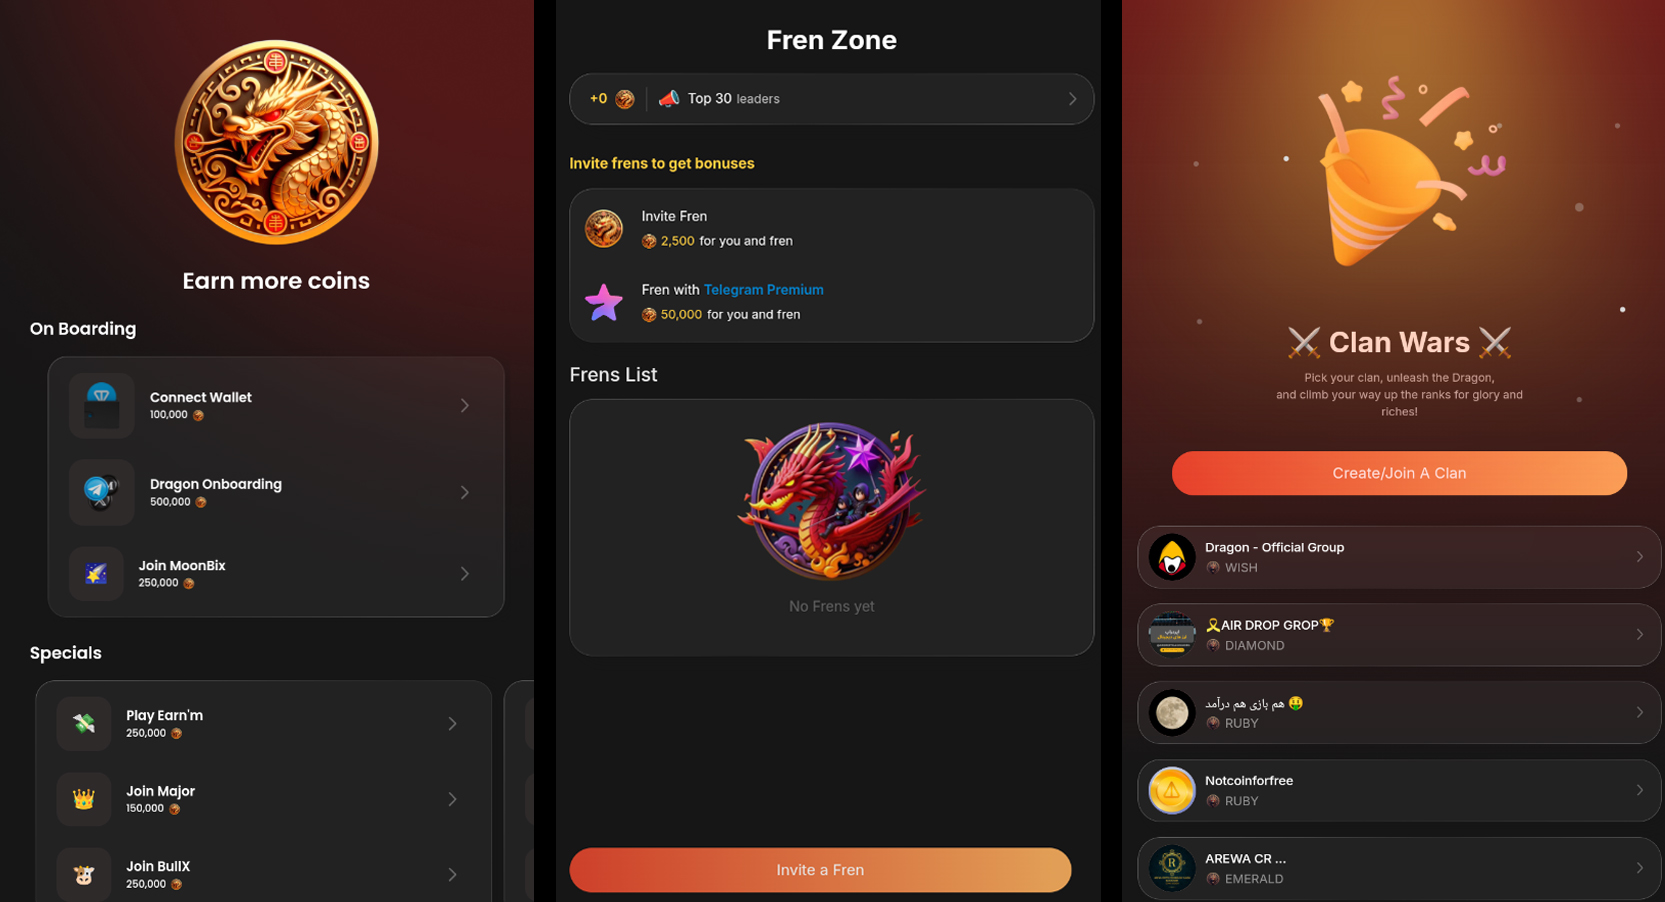 Earn more coins
On Boarding
Connect Wallet
100,000
Dragon Onboarding
500,000
Join MoonBix
250,000
Specials
Play Earn'm
250,000
Join Major
150,000
Join BullX
250,000
Fren Zone
+0 Top 30 leaders
Invite frens to get bonuses
Invite Fren
2,500 for you and fren
Fren with Telegram Premium
50,000 for you and fren
Frens List
No Frens yet
Invite a Fren
⚔️ Clan Wars ⚔️
Pick your clan, unleash the Dragon,
and climb your way up the ranks for glory and
riches!
Create/Join A Clan
Dragon - Official Group
WISH
🎗️AIR DROP GROP🏆
DIAMOND
هم بازی هم درآمد 🤑
RUBY
Notcoinforfree
RUBY
AREWA CR ...
EMERALD